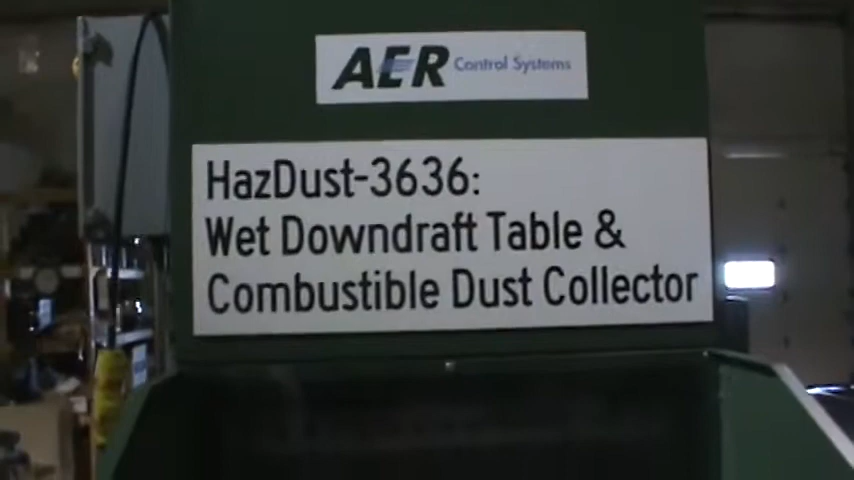 AER Control Systems
HazDust-3636:
Wet Downdraft Table &
Combustible Dust Collector